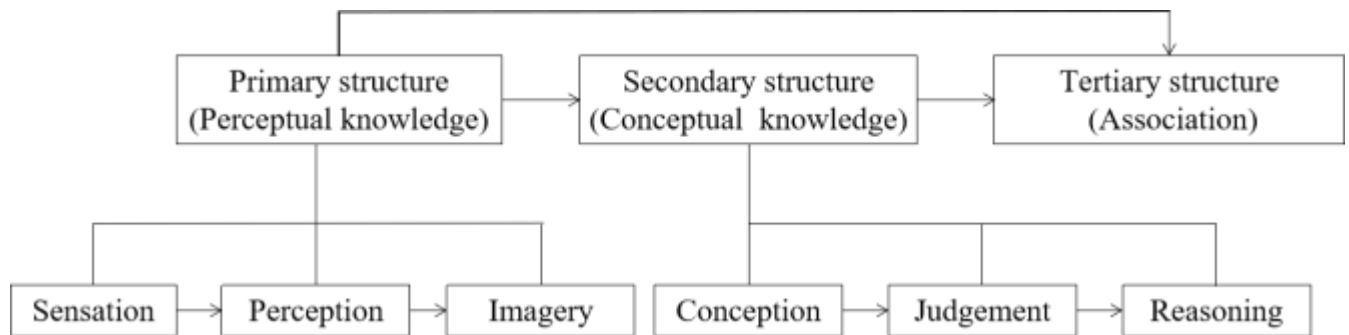 Primary structure
(Perceptual knowledge)
Secondary structure
(Conceptual knowledge)
Tertiary structure
(Association)
Sensation
Perception
Imagery
Conception
Judgement
Reasoning